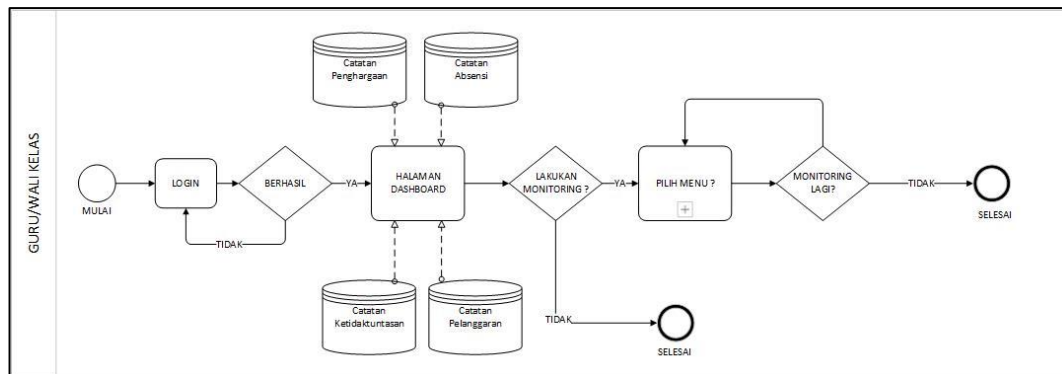 GURU/WALI KELAS
MULAI
LOGIN
BERHASIL
TIDAK
YA
Catatan
Penghargaan
Catatan
Absensi
HALAMAN
DASHBOARD
Catatan
Ketidaktuntasan
Catatan
Pelanggaran
LAKUKAN
MONITORING ?
YA
TIDAK
SELESAI
PILIH MENU ?
MONITORING
LAGI?
TIDAK
SELESAI